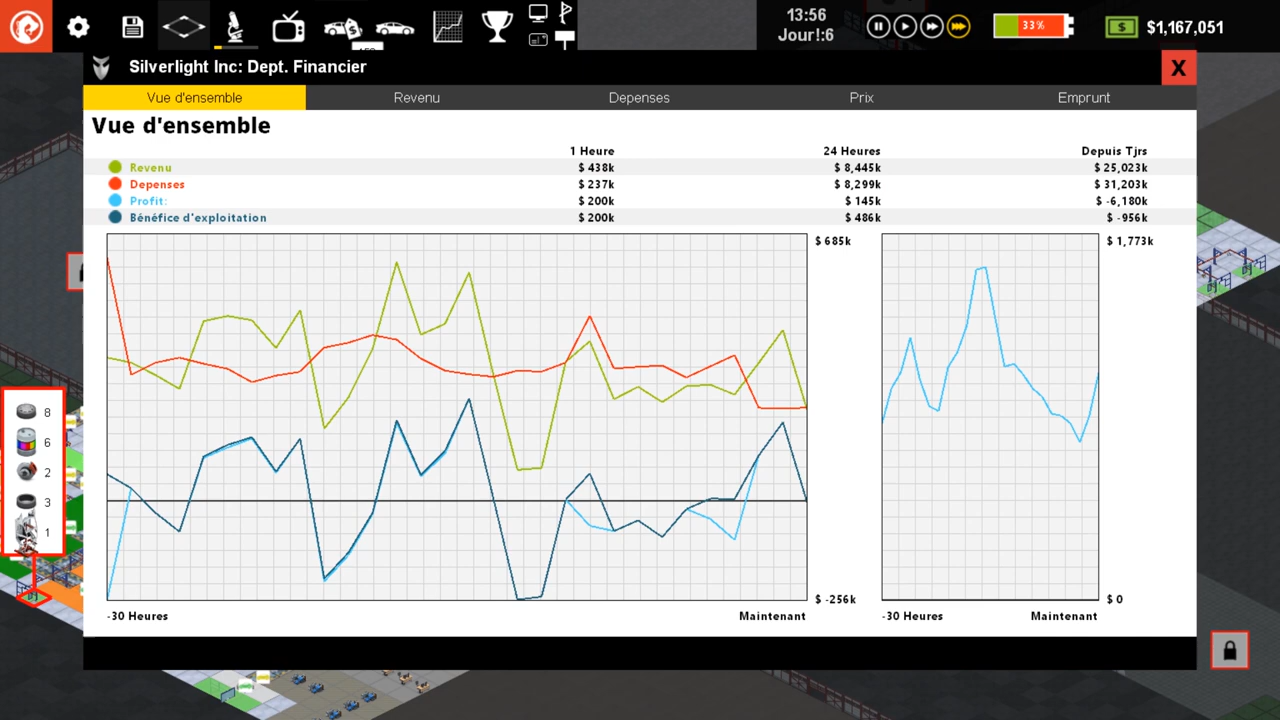 13:56
Jour!:6
33%
$1,167,051
Silverlight Inc: Dept. Financier
X
Vue d'ensemble
Revenu
Depenses
Prix
Emprunt
Vue d'ensemble
1 Heure
24 Heures
Depuis Tjrs
Revenu
$ 438k
$ 8,445k
$ 25,023k
Depenses
$ 237k
$ 8,299k
$ 31,203k
Profit:
$ 200k
$ 145k
$ -6,180k
Bénéfice d'exploitation
$ 200k
$ 486k
$ -956k
$ 685k
$ 1,773k
8
6
2
3
1
$ -256k
$ 0
-30 Heures
Maintenant
-30 Heures
Maintenant